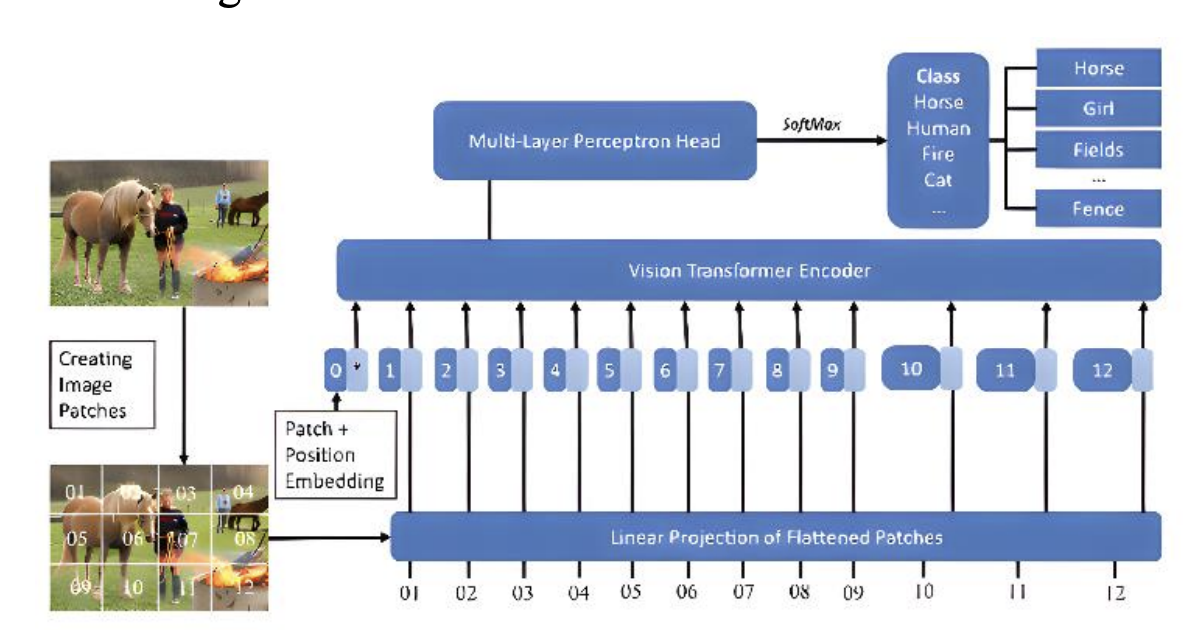 g
Multi-Layer Perceptron Head
SoftMax
Class
Horse
Human
Fire
Cat
...
Horse
Girl
Fields
...
Fence
Vision Transformer Encoder
Creating
Image
Patches
0 * 1 2 3 4 5 6 7 8 9 10 11 12
Patch +
Position
Embedding
01 02 03 04
05 06 07 08
09 10 11 12
Linear Projection of Flattened Patches
01 02 03 04 05 06 07 08 09 10 11 12